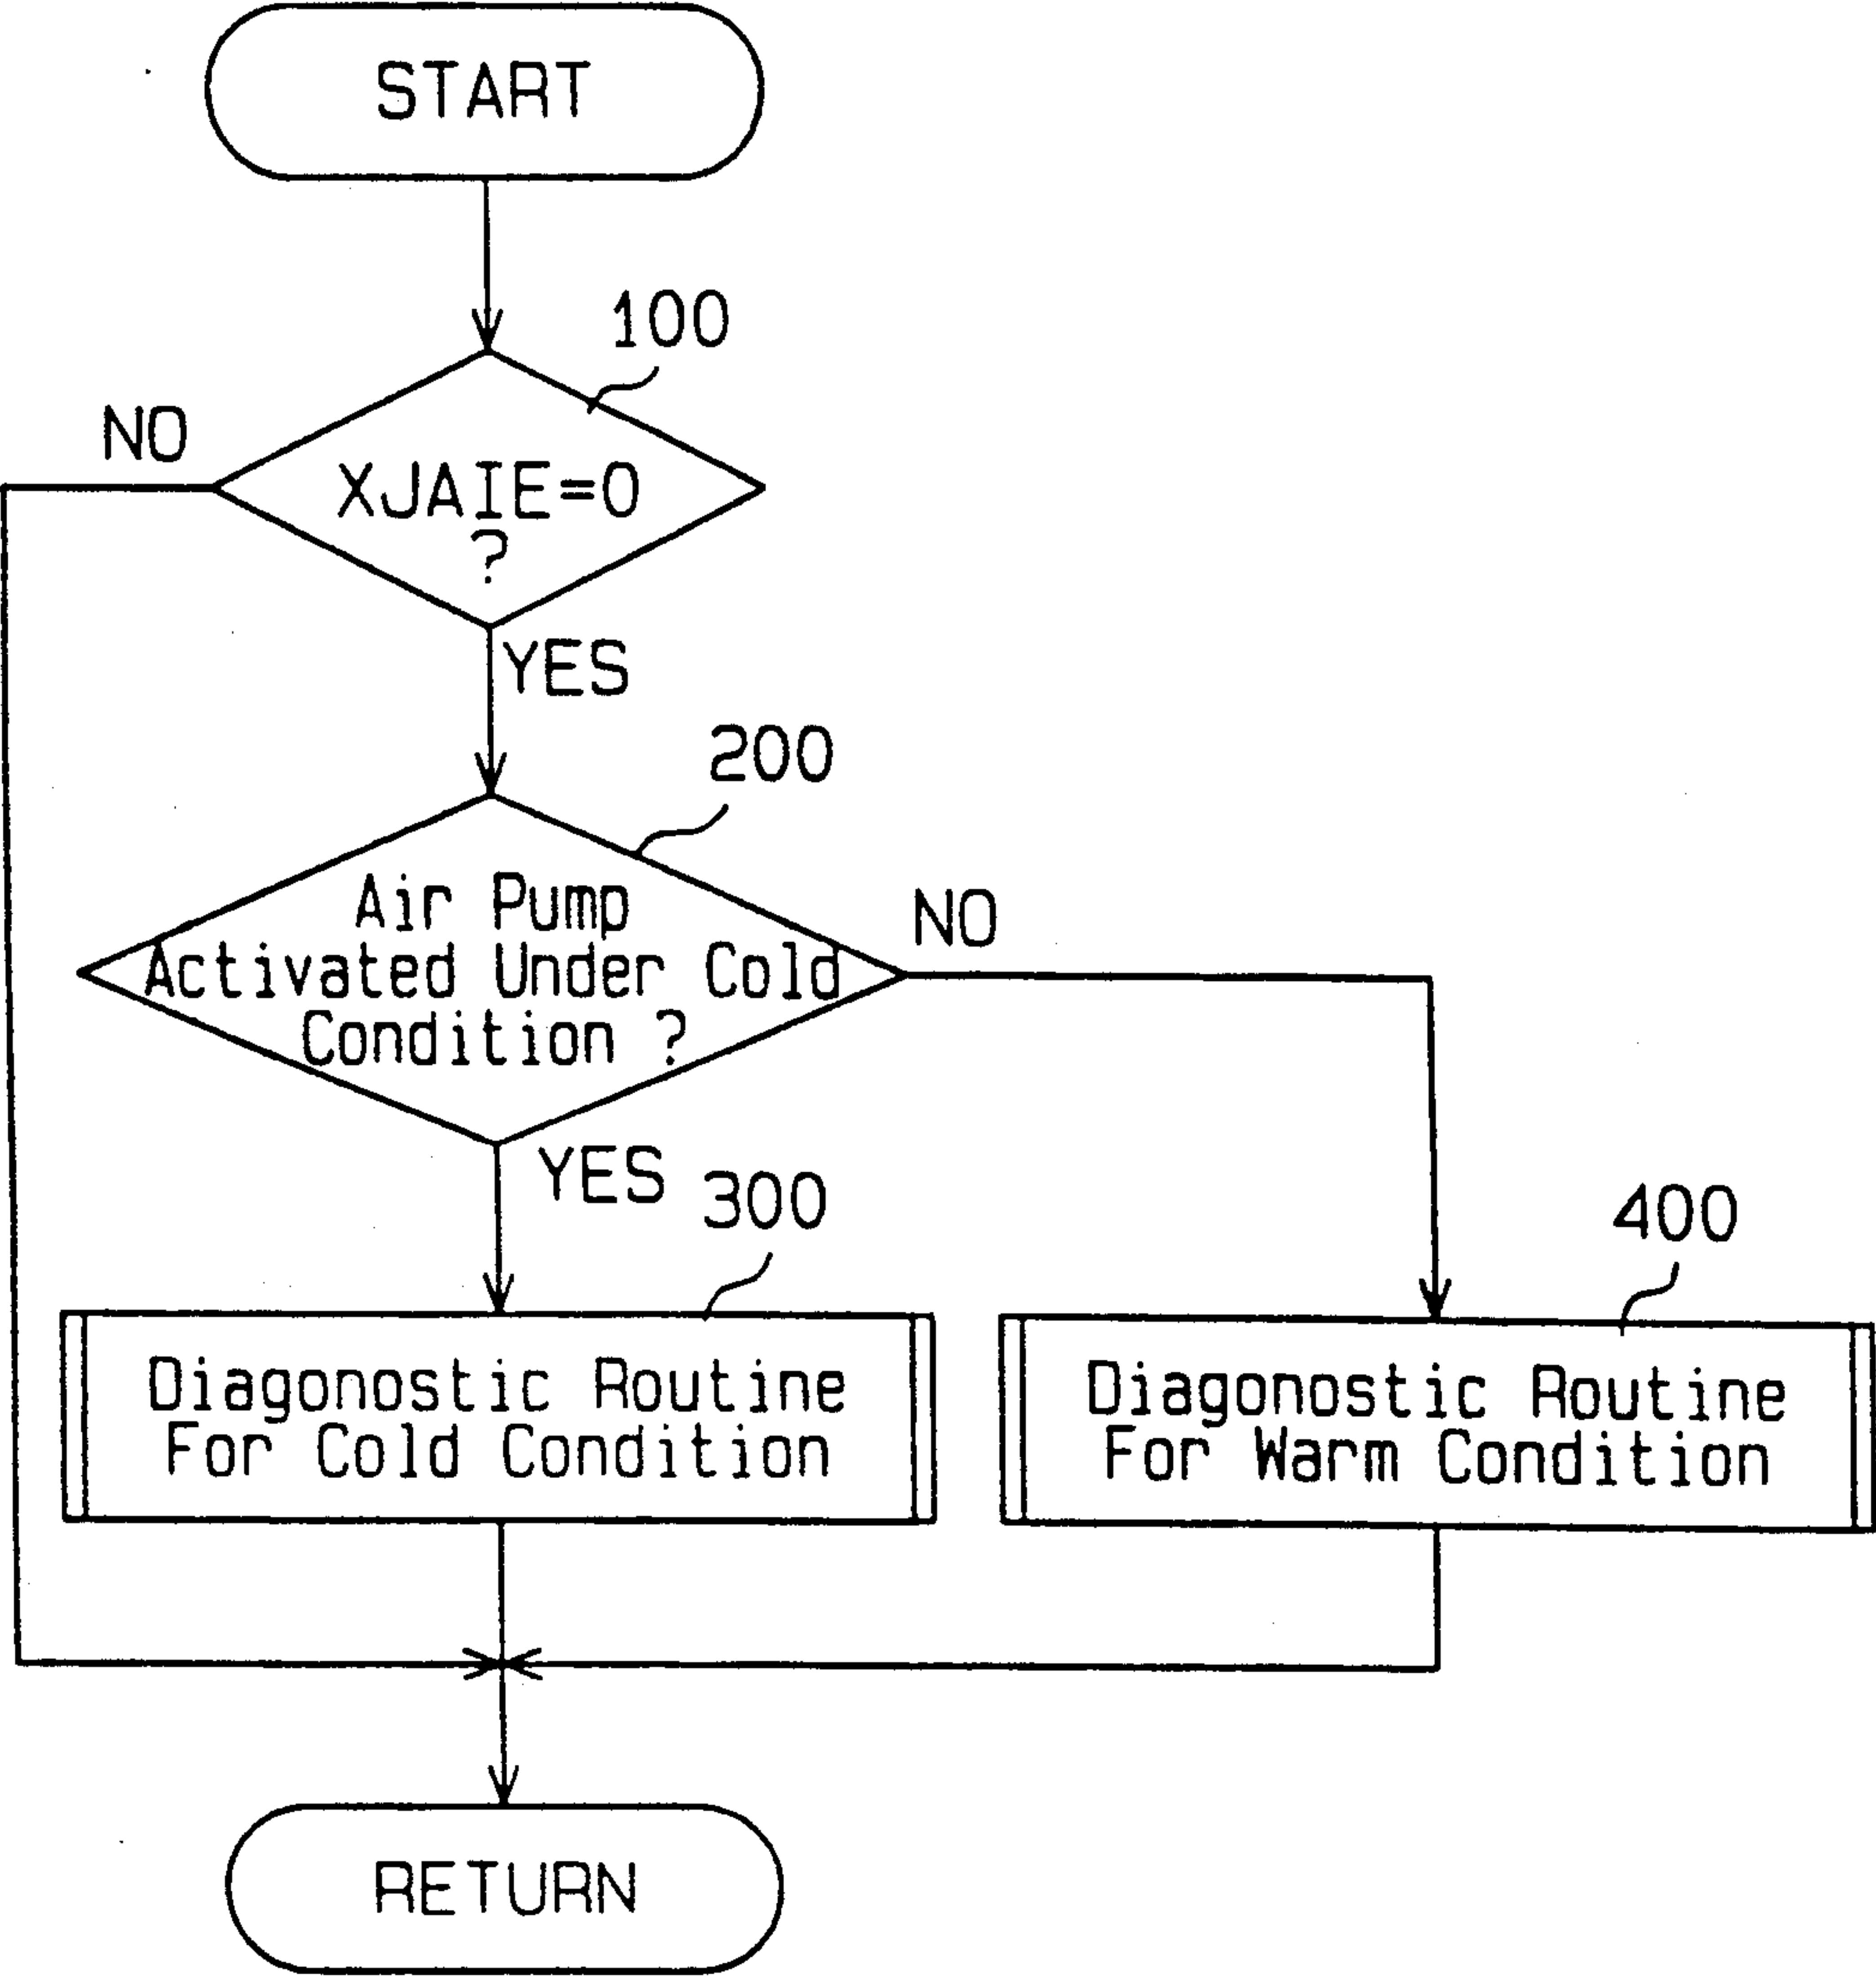 START
100
NO
XJAIE=0
?
YES
200
Air Pump
Activated Under Cold
Condition ?
NO
YES
300
400
Diagonostic Routine
For Cold Condition
Diagonostic Routine
For Warm Condition
RETURN